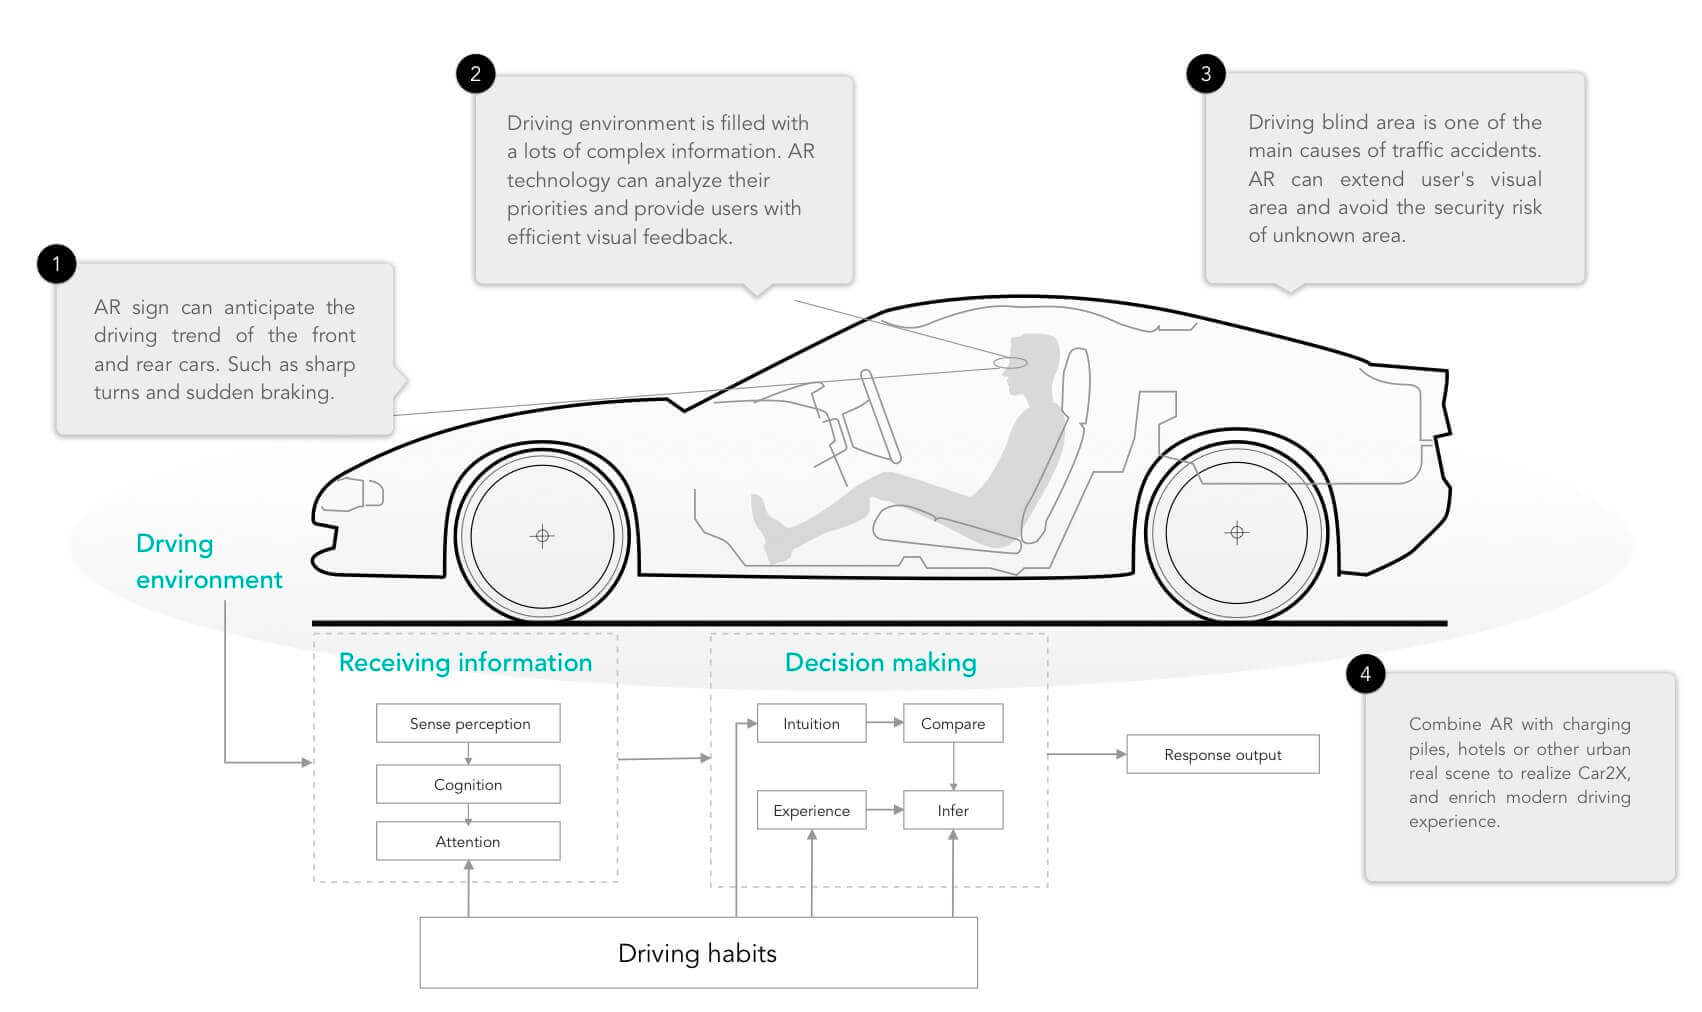 1
AR sign can anticipate the
driving trend of the front
and rear cars. Such as sharp
turns and sudden braking.
2
Driving environment is filled with
a lots of complex information. AR
technology can analyze their
priorities and provide users with
efficient visual feedback.
3
Driving blind area is one of the
main causes of traffic accidents.
AR can extend user's visual
area and avoid the security risk
of unknown area.
Drving
environment
Receiving information
Sense perception
Cognition
Attention
Decision making
Intuition
Compare
Experience
Infer
Response output
Driving habits
4
Combine AR with charging
piles, hotels or other urban
real scene to realize Car2X,
and enrich modern driving
experience.